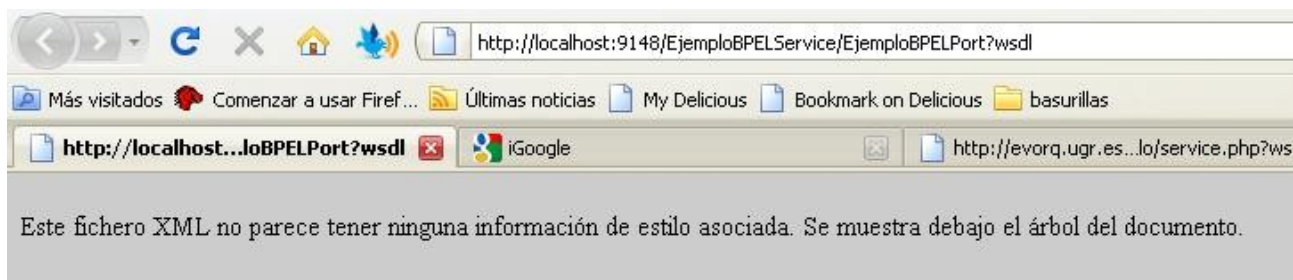 http://localhost:9148/EjemploBPELService/EjemploBPELPort?wsdl
Más visitados Comenzar a usar Firef... Últimas noticias My Delicious Bookmark on Delicious basurillas
http://localhost...loBPELPort?wsdl iGoogle http://evorq.ugr.es...lo/service.php?ws
Este fichero XML no parece tener ninguna información de estilo asociada. Se muestra debajo el árbol del documento.